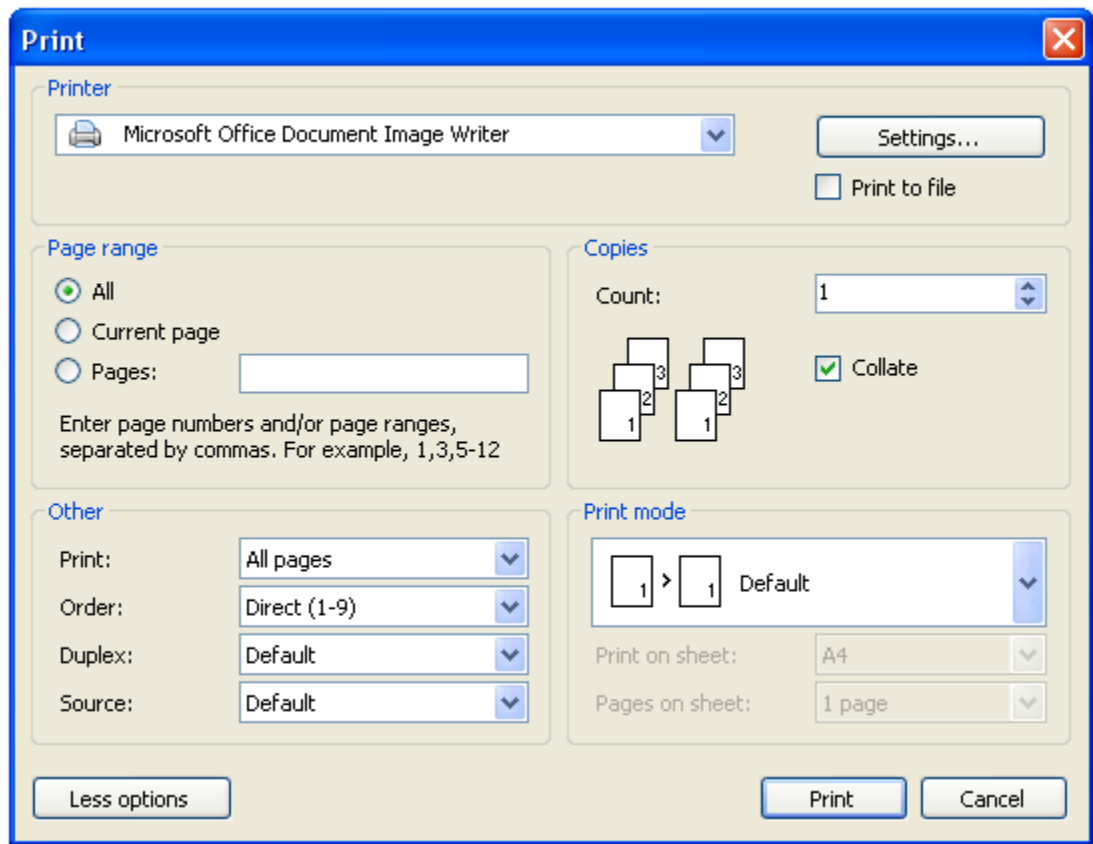 Print
Printer
Microsoft Office Document Image Writer
Settings...
Print to file
Page range
All
Current page
Pages:
Enter page numbers and/or page ranges,
separated by commas. For example, 1,3,5-12
Copies
Count: 1
3 3
2 2
1 1
Collate
Other
Print: All pages
Order: Direct (1-9)
Duplex: Default
Source: Default
Print mode
1 > 1 Default
Print on sheet: A4
Pages on sheet: 1 page
Less options
Print
Cancel